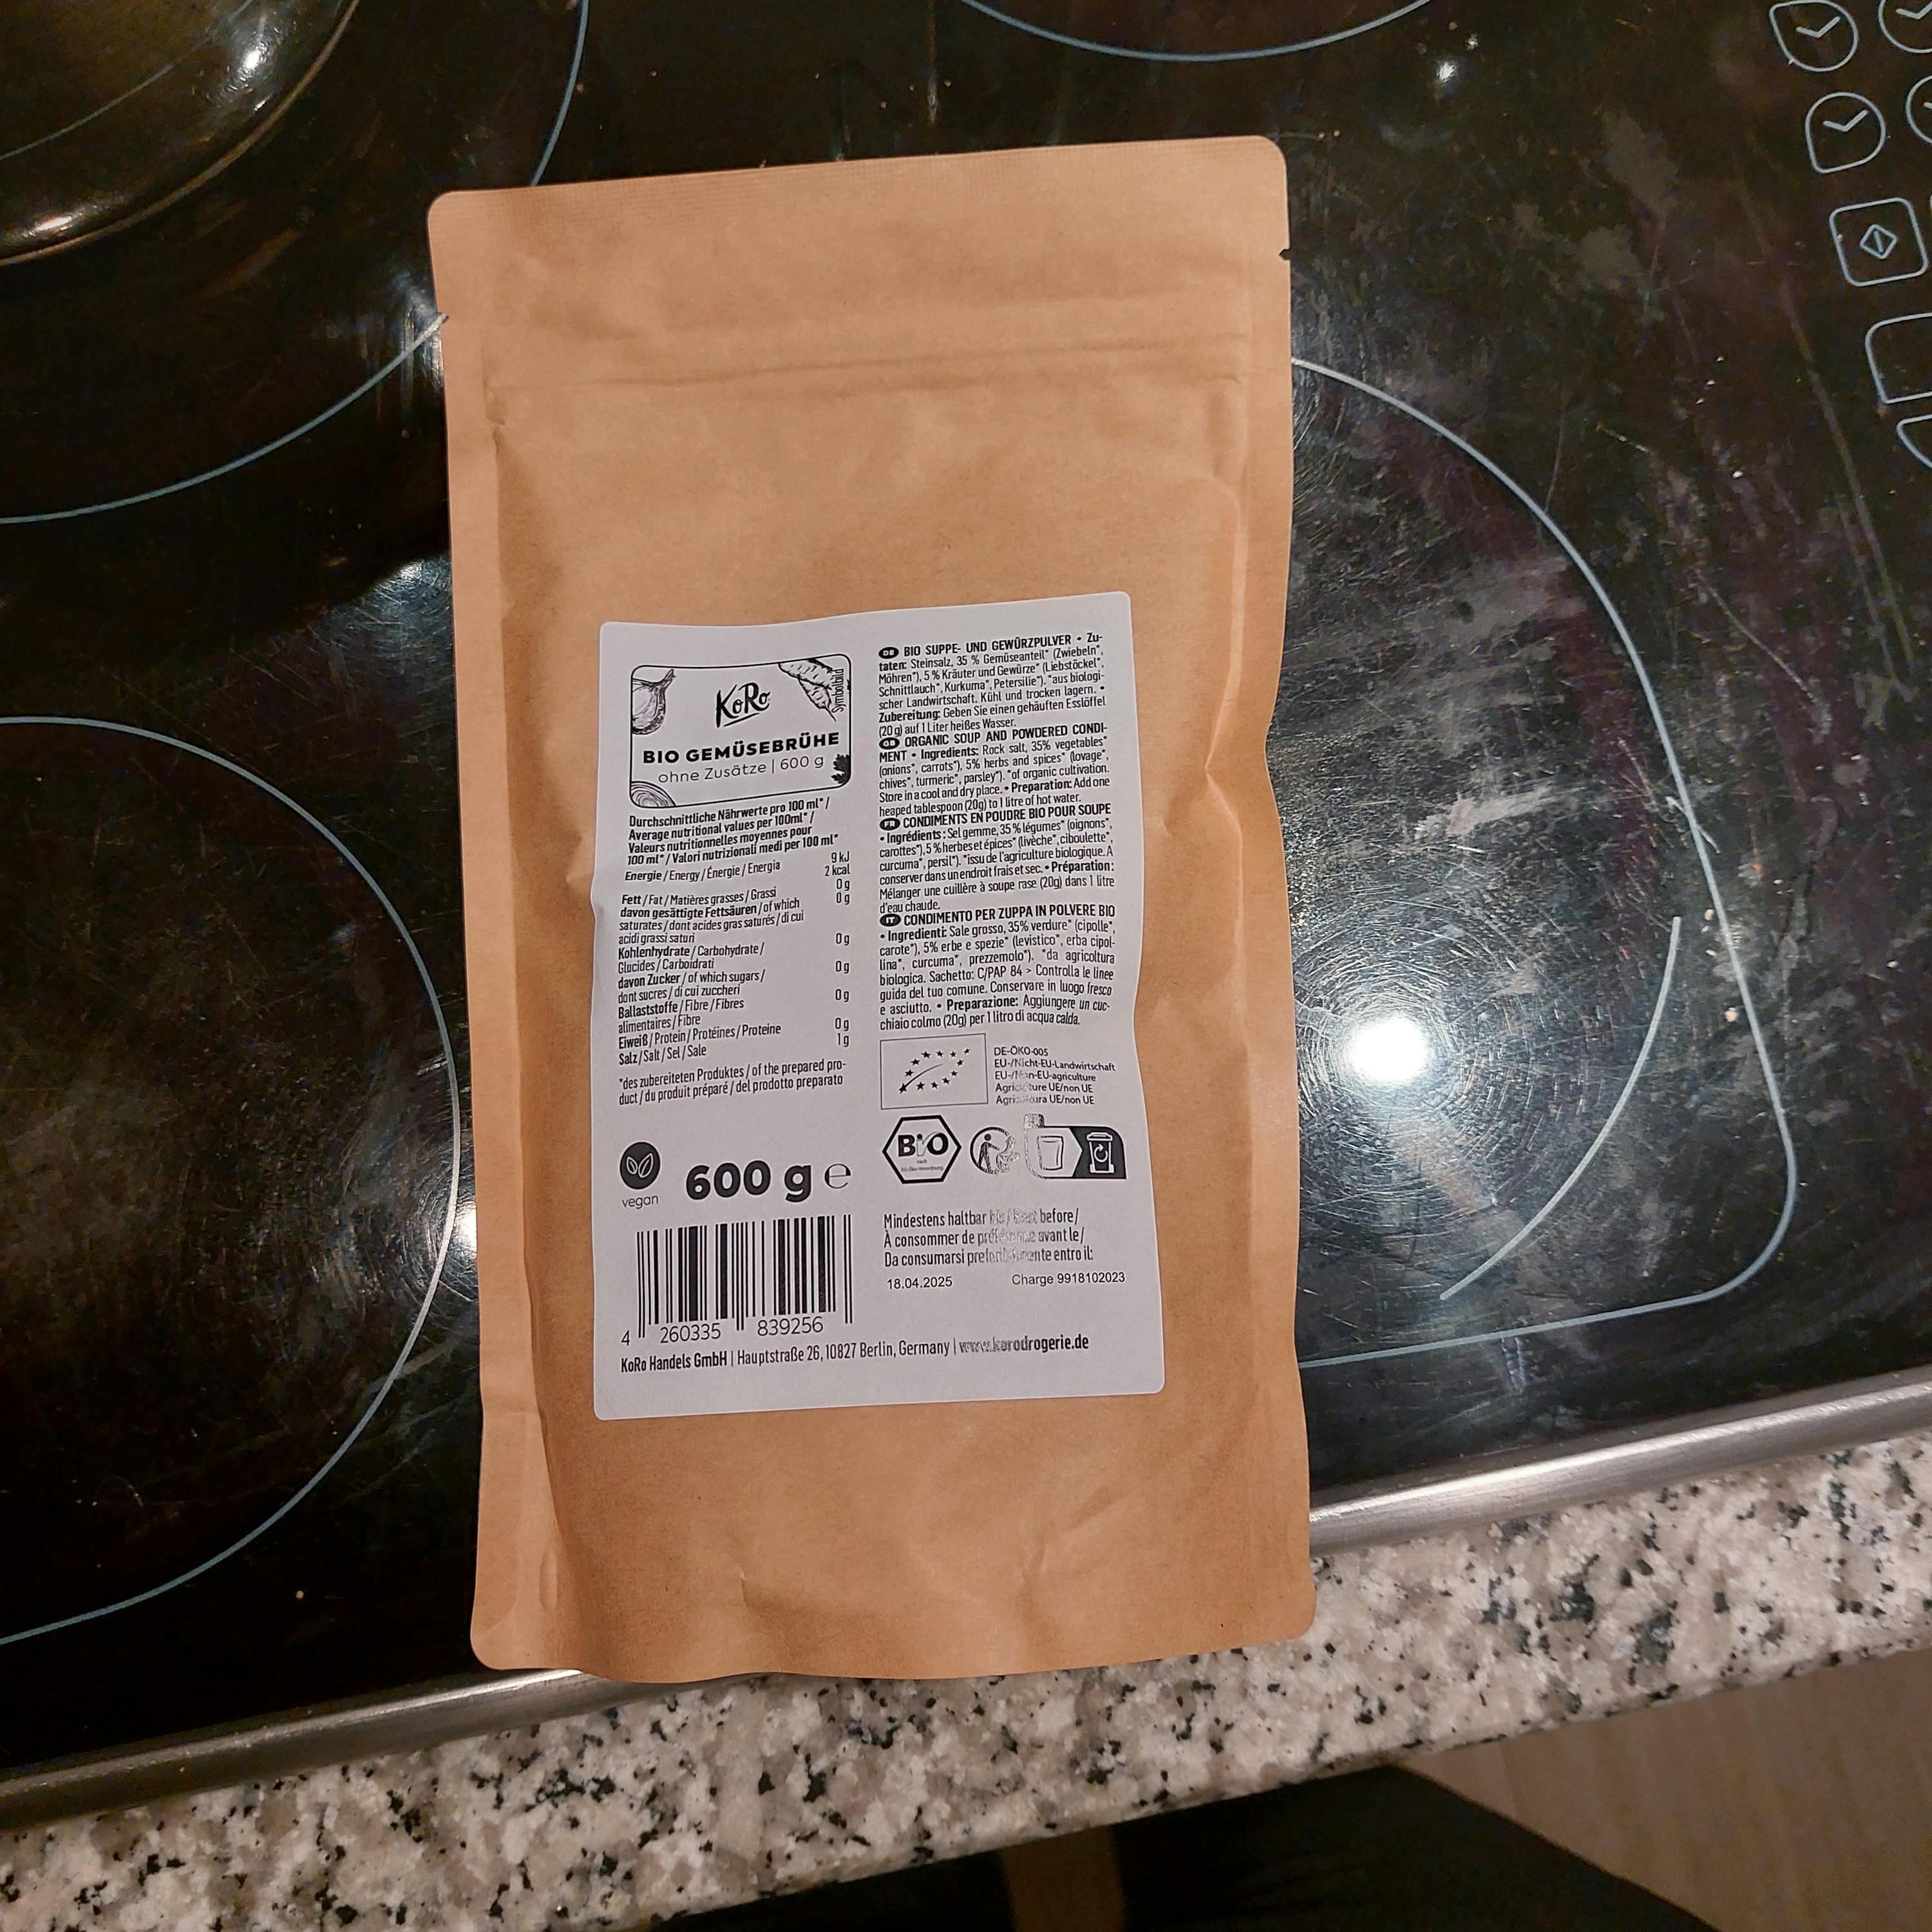 KoRo
Symbolbild
BIO GEMÜSEBRÜHE
ohne Zusätze | 600 g
Durchschnittliche Nährwerte pro 100 ml* /
Average nutritional values per 100ml* /
Valeurs nutritionnelles moyennes pour
100 ml* / Valori nutrizionali medi per 100 ml*
Energie / Energy / Énergie / Energia 9 kJ
2 kcal
Fett / Fat / Matières grasses / Grassi 0 g
davon gesättigte Fettsäuren / of which 0 g
saturates / dont acides gras saturés / di cui
acidi grassi saturi
Kohlenhydrate / Carbohydrate / 0 g
Glucides / Carboidrati
davon Zucker / of which sugars / 0 g
dont sucres / di cui zuccheri
Ballaststoffe / Fibre / Fibres 0 g
alimentaires / Fibre
Eiweiß / Protein / Protéines / Proteine 0 g
Salz / Salt / Sel / Sale 1 g
*des zubereiteten Produktes / of the prepared pro-
duct / du produit préparé / del prodotto preparato
vegan
600 g e
4 260335 839256
DE BIO SUPPE- UND GEWÜRZPULVER • Zu-
taten: Steinsalz, 35 % Gemüseanteil* (Zwiebeln*,
Möhren*), 5 % Kräuter und Gewürze* (Liebstöckel*,
Schnittlauch*, Kurkuma*, Petersilie*). *aus biologi-
scher Landwirtschaft. Kühl und trocken lagern. •
Zubereitung: Geben Sie einen gehäuften Esslöffel
(20 g) auf 1 Liter heißes Wasser.
GB ORGANIC SOUP AND POWDERED CONDI-
MENT • Ingredients: Rock salt, 35% vegetables*
(onions*, carrots*), 5% herbs and spices* (lovage*,
chives*, turmeric*, parsley*). *of organic cultivation.
Store in a cool and dry place. • Preparation: Add one
heaped tablespoon (20g) to 1 litre of hot water.
FR CONDIMENTS EN POUDRE BIO POUR SOUPE
• Ingrédients : Sel gemme, 35 % légumes* (oignons*,
carottes*), 5 % herbes et épices* (livèche*, ciboulette*,
curcuma*, persil*). *issu de l'agriculture biologique. A
conserver dans un endroit frais et sec. • Préparation:
Mélanger une cuillère à soupe rase (20g) dans 1 litre
d'eau chaude.
IT CONDIMENTO PER ZUPPA IN POLVERE BIO
• Ingredienti: Sale grosso, 35% verdure* (cipolle*,
carote*), 5% erbe e spezie* (levistico*, erba cipol-
lina*, curcuma*, prezzemolo*). *da agricoltura
biologica. Sachetto: C/PAP 84 > Controlla le linee
guida del tuo comune. Conservare in luogo fresco
e asciutto. • Preparazione: Aggiungere un cuc-
chiaio colmo (20g) per 1 litro di acqua calda.
DE-ÖKO-005
EU-/Nicht-EU-Landwirtschaft
EU-/Non-EU-agriculture
Agriculture UE/non UE
Agricoltura UE/non UE
Bio
nach
EG-Öko-Verordnung
Mindestens haltbar bis / Best before/
À consommer de préférence avant le/
Da consumarsi preferibilmente entro il:
18.04.2025 Charge 9918102023
KoRo Handels GmbH | Hauptstraße 26, 10827 Berlin, Germany | www.korodrogerie.de